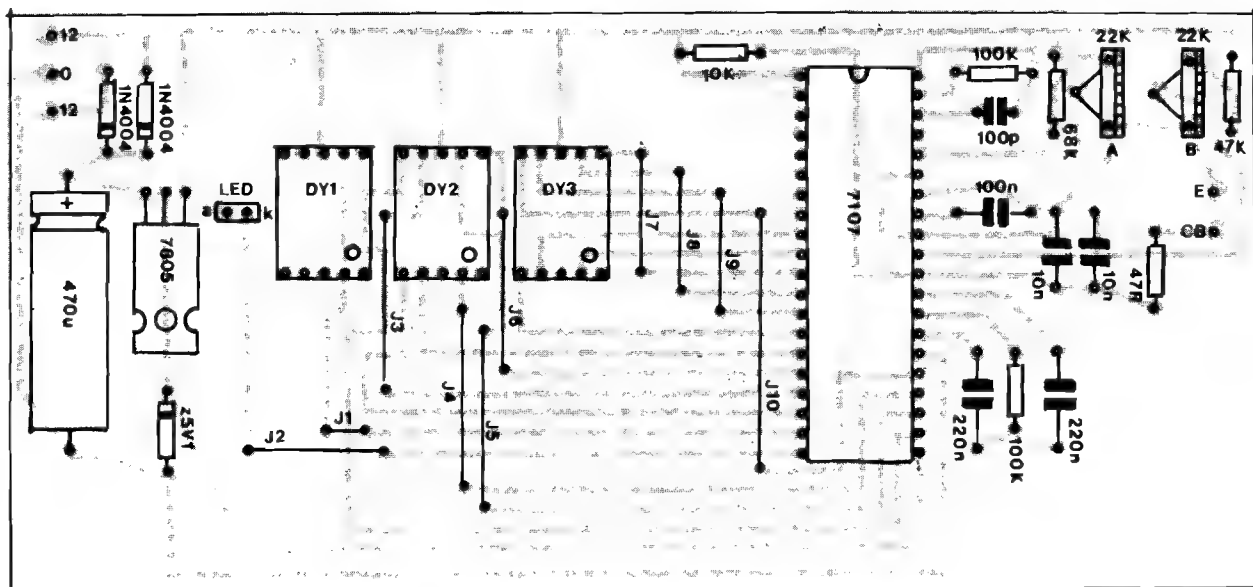 12
0
12
1N4004
1N4004
+
470u
7805
LED
a K
z5V1
DY1
DY2
DY3
J1
J2
J3
J4
J5
J6
J7
J8
J9
J10
10K
7107
100K
100p
68K
22K
A
22K
B
47K
100n
E
CB
10n
10n
47R
220n
100K
220n